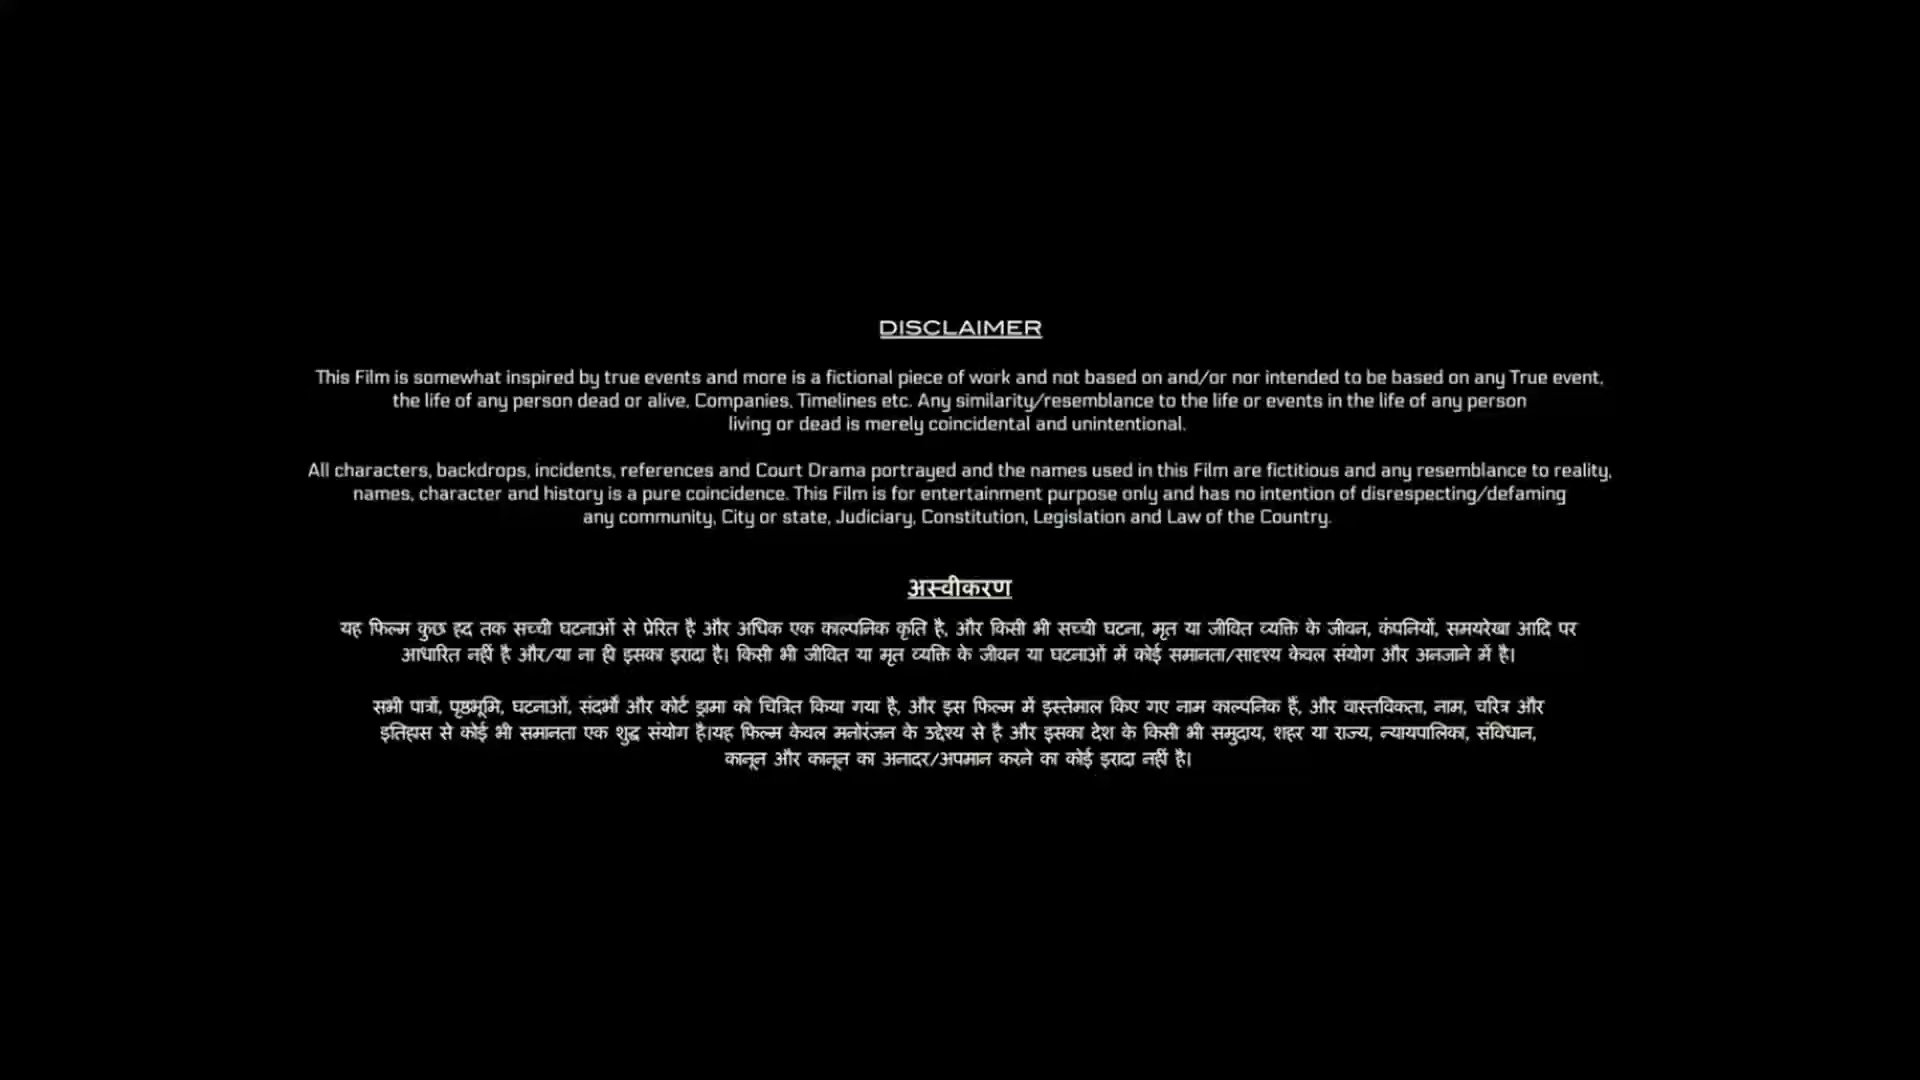 DISCLAIMER
This Film is somewhat inspired by true events and more is a fictional piece of work and not based on and/or nor intended to be based on any True event,
the life of any person dead or alive, Companies, Timelines etc. Any similarity/resemblance to the life or events in the life of any person
living or dead is merely coincidental and unintentional.
All characters, backdrops, incidents, references and Court Drama portrayed and the names used in this Film are fictitious and any resemblance to reality,
names, character and history is a pure coincidence. This Film is for entertainment purpose only and has no intention of disrespecting/defaming
any community, City or state, Judiciary, Constitution, Legislation and Law of the Country.
अस्वीकरण
यह फिल्म कुछ हद तक सच्ची घटनाओं से प्रेरित है और अधिक एक काल्पनिक कृति है, और किसी भी सच्ची घटना, मृत या जीवित व्यक्ति के जीवन, कंपनियों, समयरेखा आदि पर
आधारित नहीं है और/या ना ही इसका इरादा है। किसी भी जीवित या मृत व्यक्ति के जीवन या घटनाओं में कोई समानता/सादृश्य केवल संयोग और अनजाने में है।
सभी पात्रों, पृष्ठभूमि, घटनाओं, संदर्भों और कोर्ट ड्रामा को चित्रित किया गया है, और इस फिल्म में इस्तेमाल किए गए नाम काल्पनिक हैं, और वास्तविकता, नाम, चरित्र और
इतिहास से कोई भी समानता एक शुद्ध संयोग है।यह फिल्म केवल मनोरंजन के उद्देश्य से है और इसका देश के किसी भी समुदाय, शहर या राज्य, न्यायपालिका, संविधान,
कानून और कानून का अनादर/अपमान करने का कोई इरादा नहीं है।